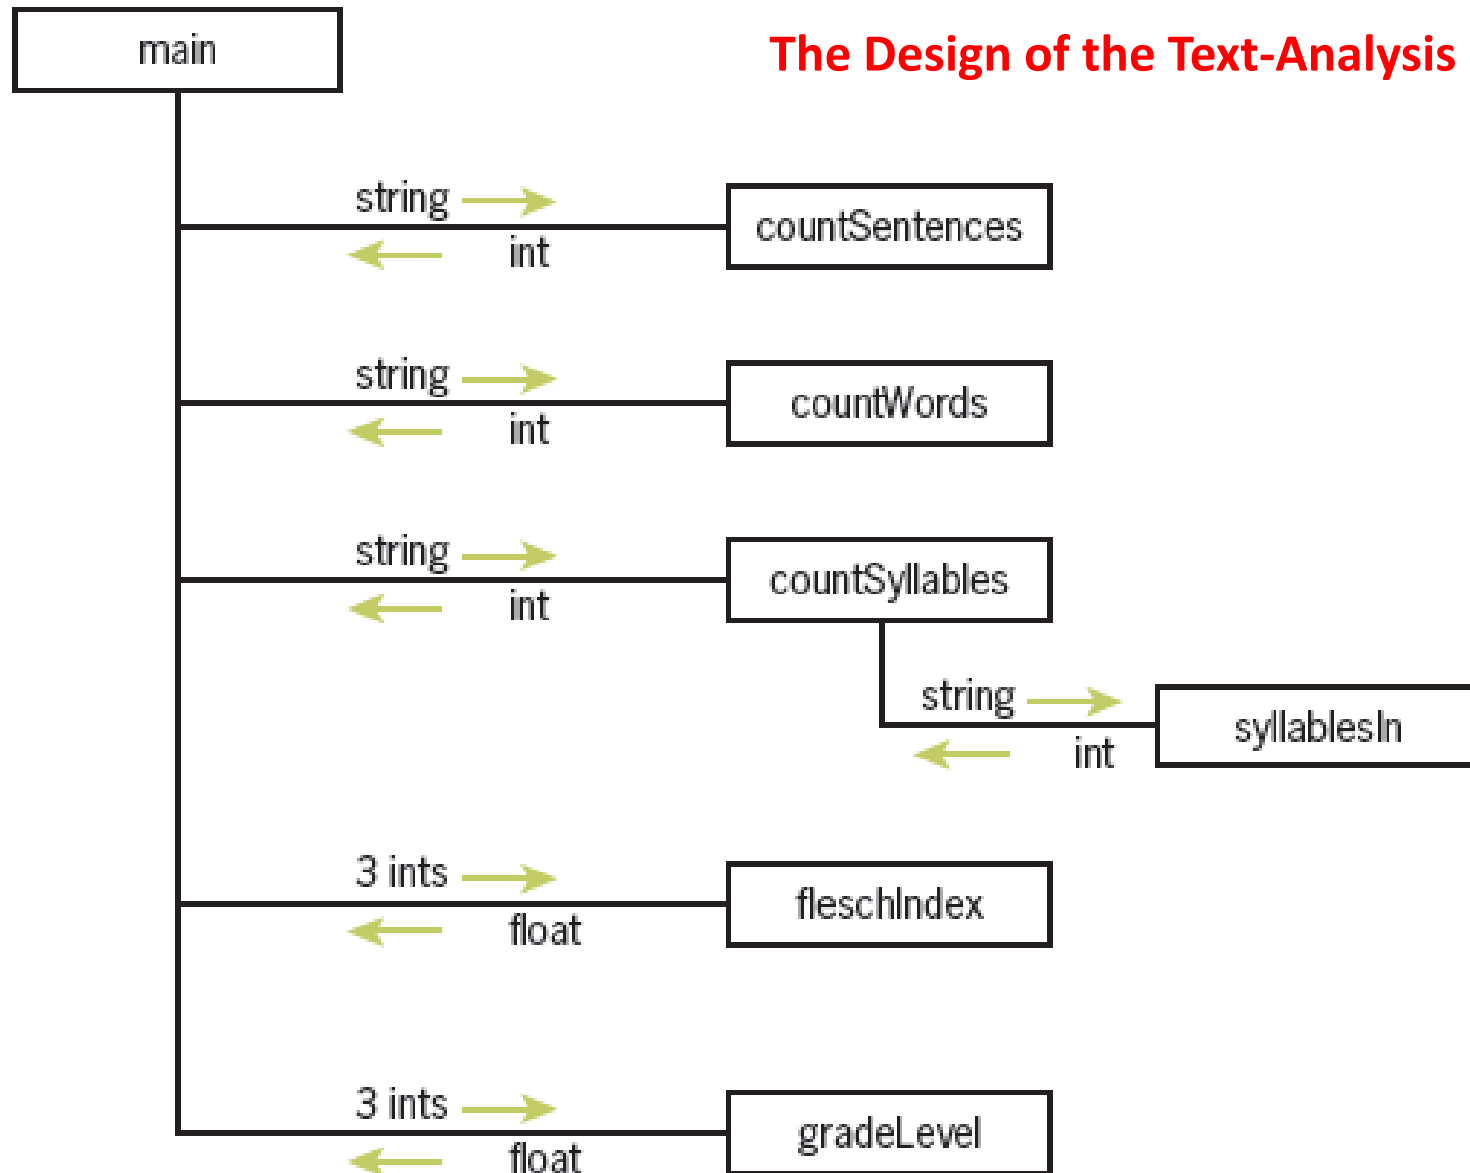 main
The Design of the Text-Analysis
string
countSentences
int
string
countWords
int
string
countSyllables
int
string
syllablesIn
int
3 ints
fleschIndex
float
3 ints
gradeLevel
float